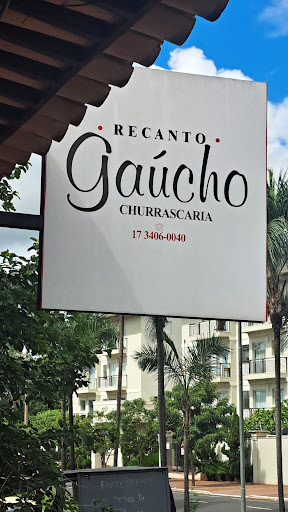 • RECANTO •
gaúcho
CHURRASCARIA
17 3406-0040